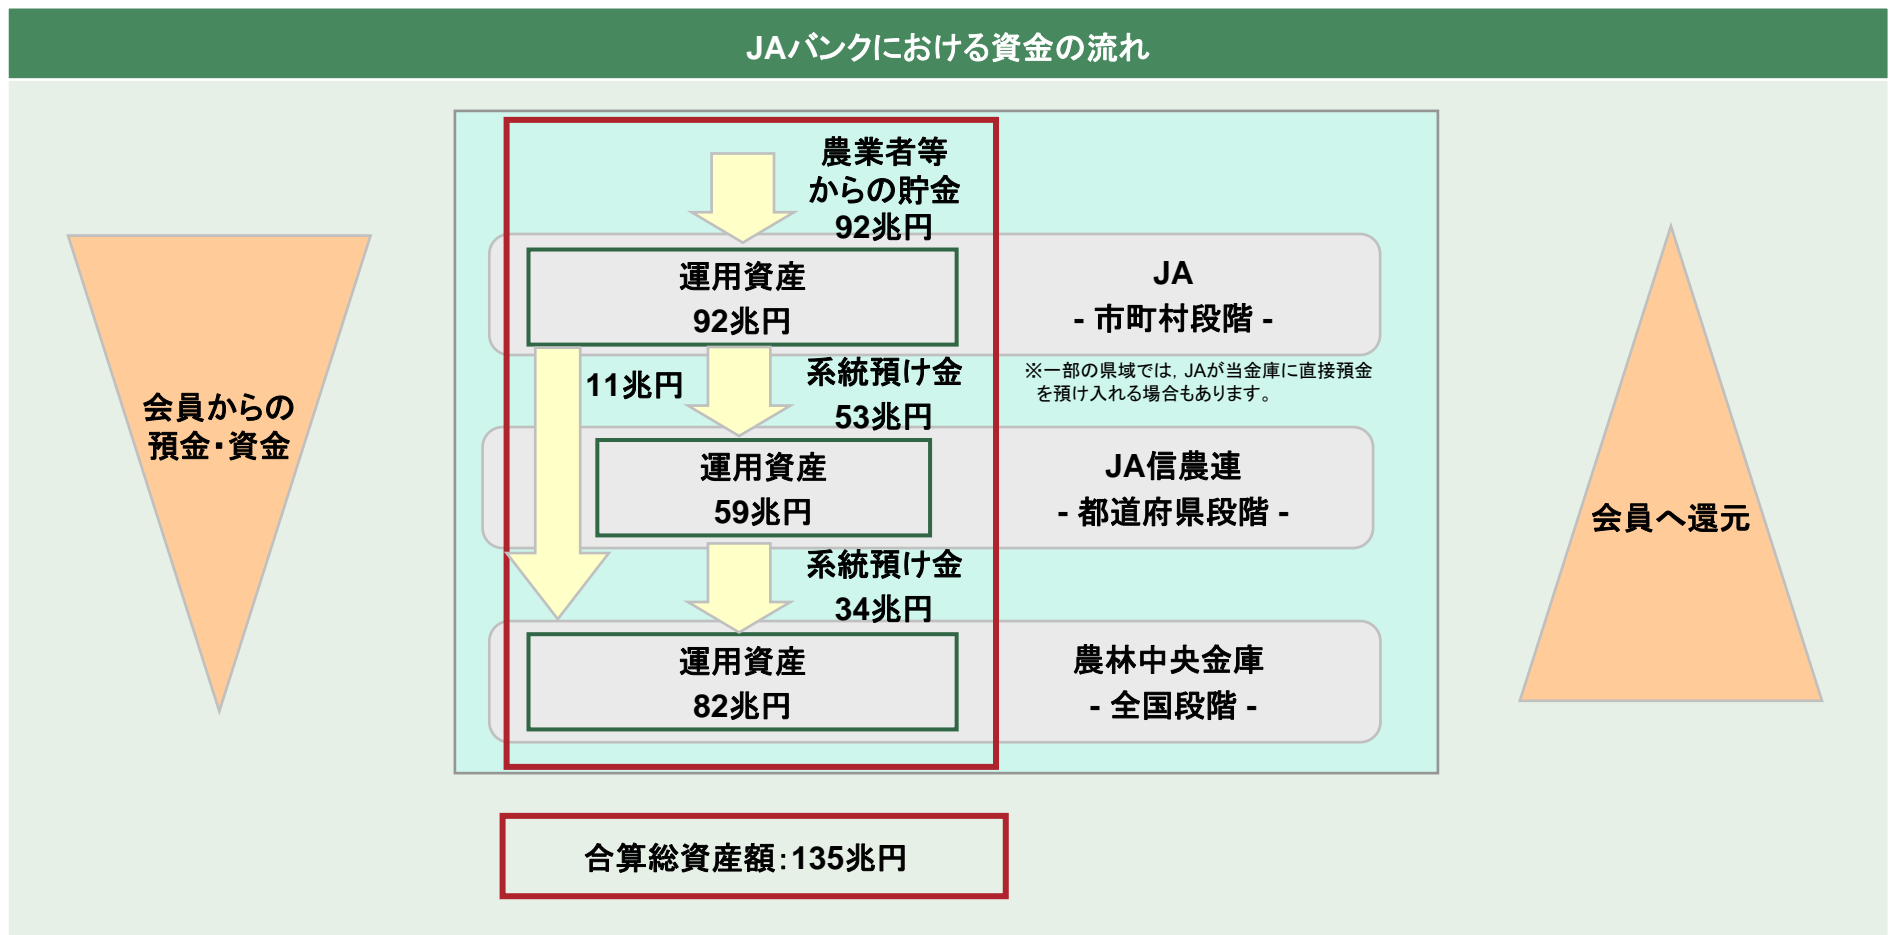 JAバンクにおける資金の流れ
農業者等
からの貯金
92兆円
運用資産
92兆円
JA
- 市町村段階 -
11兆円
系統預け金
53兆円
※一部の県域では，JAが当金庫に直接預金
を預け入れる場合もあります。
会員からの
預金・資金
運用資産
59兆円
JA信農連
- 都道府県段階 -
会員へ還元
系統預け金
34兆円
運用資産
82兆円
農林中央金庫
- 全国段階 -
合算総資産額：135兆円